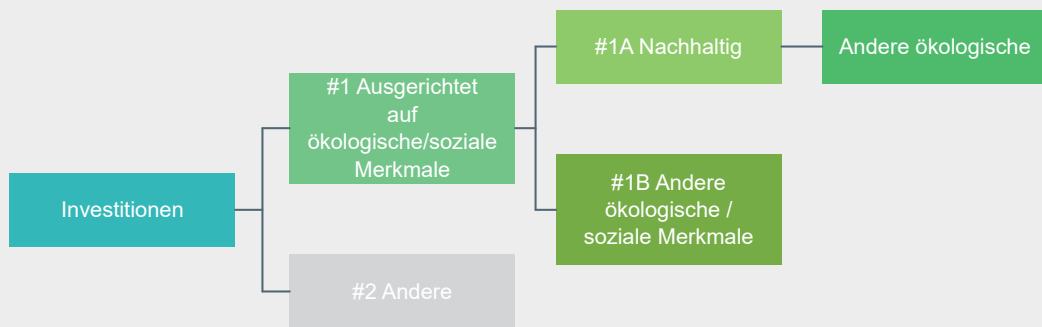 Investitionen
#1 Ausgerichtet
auf
ökologische/soziale
Merkmale
#2 Andere
#1A Nachhaltig
#1B Andere
ökologische /
soziale Merkmale
Andere ökologische